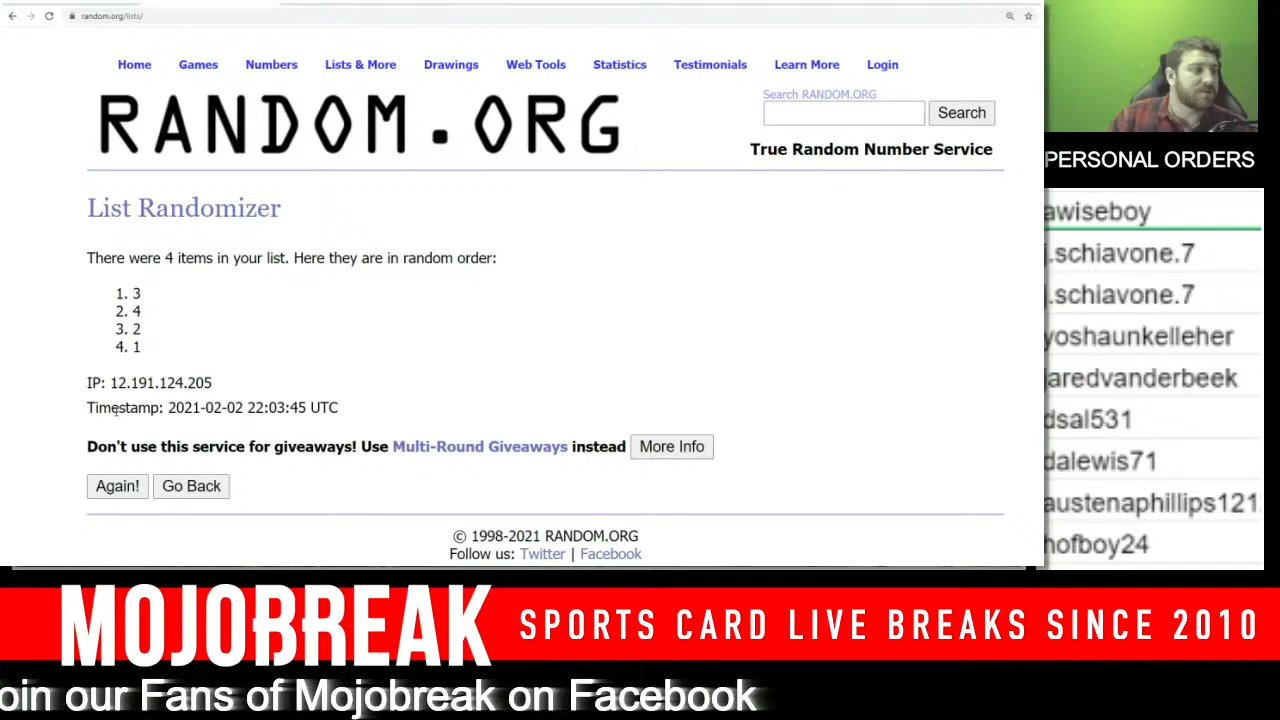 random.org/lists/
Home Games Numbers Lists & More Drawings Web Tools Statistics Testimonials Learn More Login
RANDOM.ORG
Search RANDOM.ORG
Search
True Random Number Service
List Randomizer
There were 4 items in your list. Here they are in random order:
1. 3
2. 4
3. 2
4. 1
IP: 12.191.124.205
Timestamp: 2021-02-02 22:03:45 UTC
Don't use this service for giveaways! Use Multi-Round Giveaways instead More Info
Again! Go Back
© 1998-2021 RANDOM.ORG
Follow us: Twitter | Facebook
PERSONAL ORDERS
awiseboy
j.schiavone.7
j.schiavone.7
yoshaunkelleher
jaredvanderbeek
dsal531
dalewis71
austenaphillips121
hofboy24
MOJOBREAK SPORTS CARD LIVE BREAKS SINCE 2010
oin our Fans of Mojobreak on Facebook